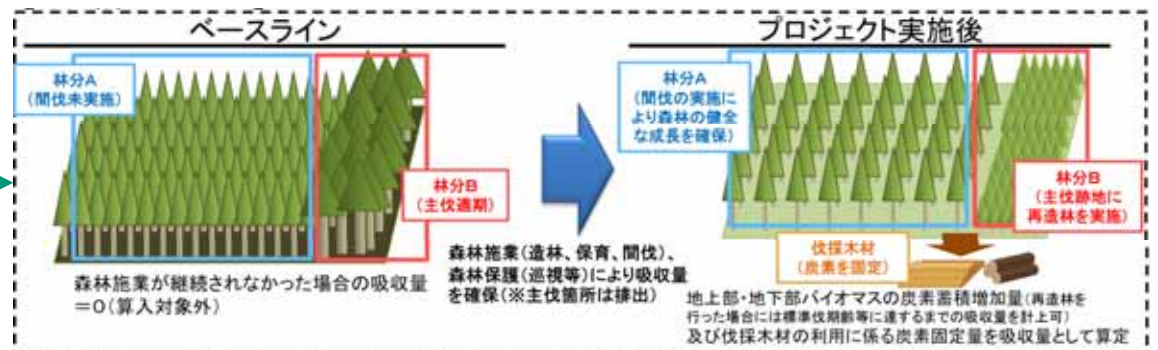 ベースライン
林分A
(間伐未実施)
林分B
(主伐適期)
森林施業が継続されなかった場合の吸収量
=0(算入対象外)
森林施業(造林、保育、間伐)、
森林保護(巡視等)により吸収量
を確保(※主伐箇所は排出)
プロジェクト実施後
林分A
(間伐の実施に
より森林の健全
な成長を確保)
林分B
(主伐跡地に
再造林を実施)
伐採木材
(炭素を固定)
地上部・地下部バイオマスの炭素蓄積増加量(再造林を
行った場合には標準伐期齢等に達するまでの吸収量を計上可)
及び伐採木材の利用に係る炭素固定量を吸収量として算定